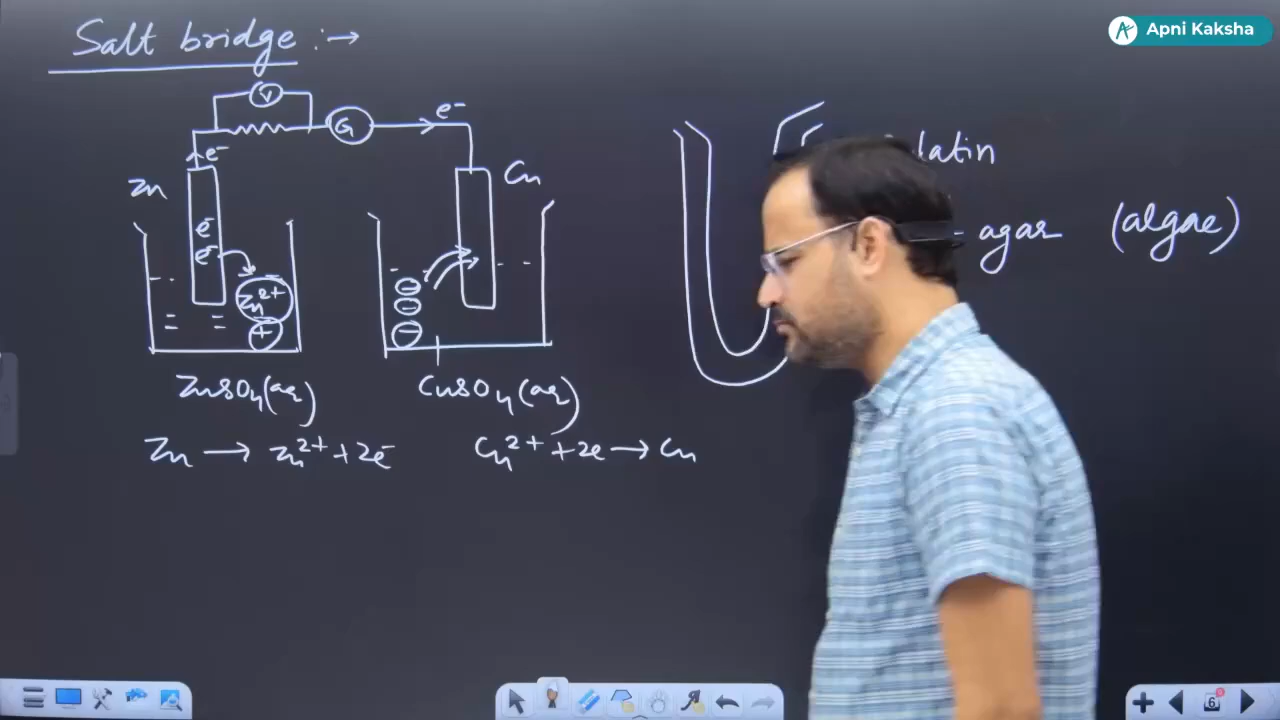 Salt bridge :→
Apni Kaksha
V
G
e⁻
e⁻
Zn
Cu
e⁻
e⁻
Zn²⁺
+
−
−
−
latin
agar (algae)
ZnSO₄(aq)
CuSO₄(aq)
Zn → Zn²⁺ + 2e⁻
Cu²⁺ + 2e → Cu
6